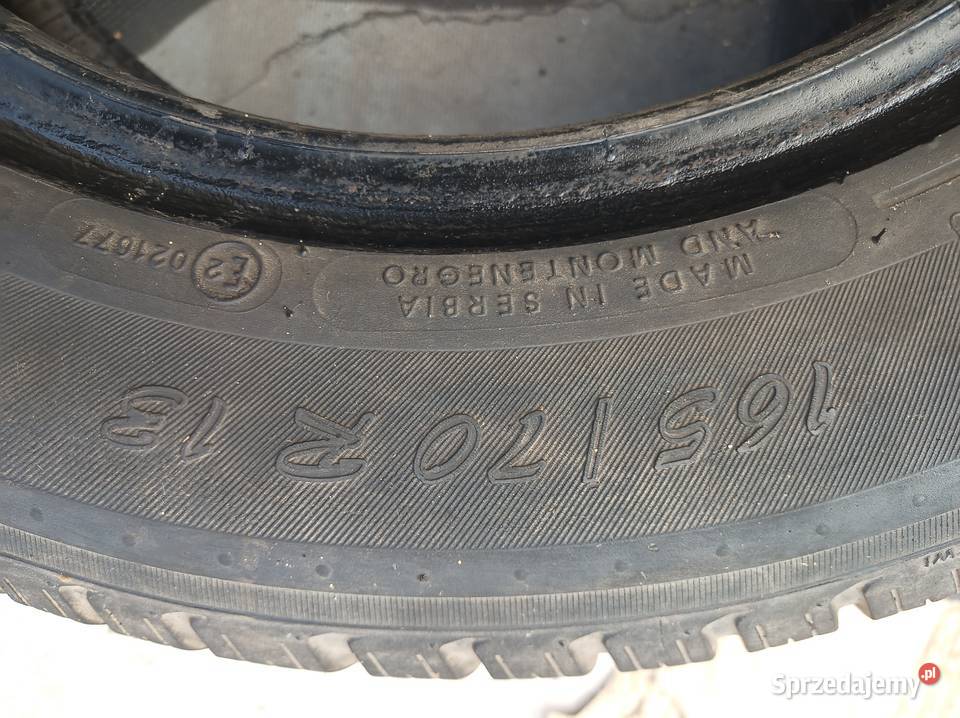 165/70 R 13
MADE IN SERBIA
AND MONTENEGRO
E2
021677
Sprzedajemy.pl